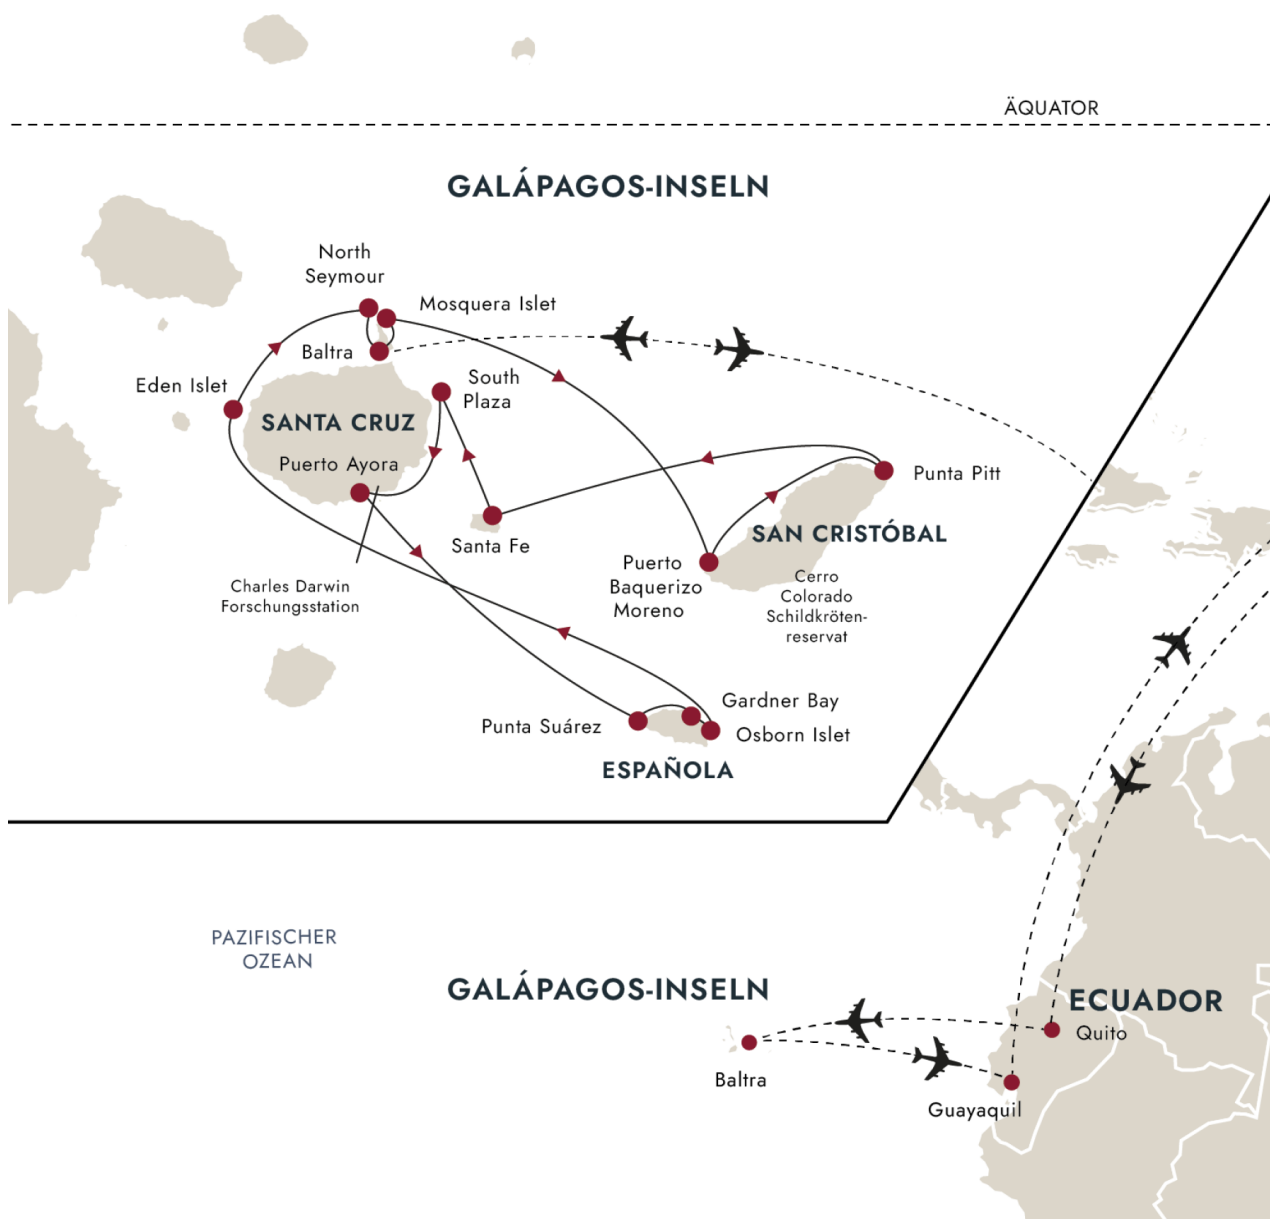 ÄQUATOR
GALÁPAGOS-INSELN
North
Seymour
Mosquera Islet
Baltra
South
Plaza
Eden Islet
SANTA CRUZ
Puerto Ayora
Punta Pitt
Santa Fe
SAN CRISTÓBAL
Puerto
Baquerizo
Moreno
Cerro
Colorado
Schildkröten-
reservat
Charles Darwin
Forschungsstation
Gardner Bay
Punta Suárez
Osborn Islet
ESPAÑOLA
PAZIFISCHER
OZEAN
GALÁPAGOS-INSELN
ECUADOR
Quito
Baltra
Guayaquil